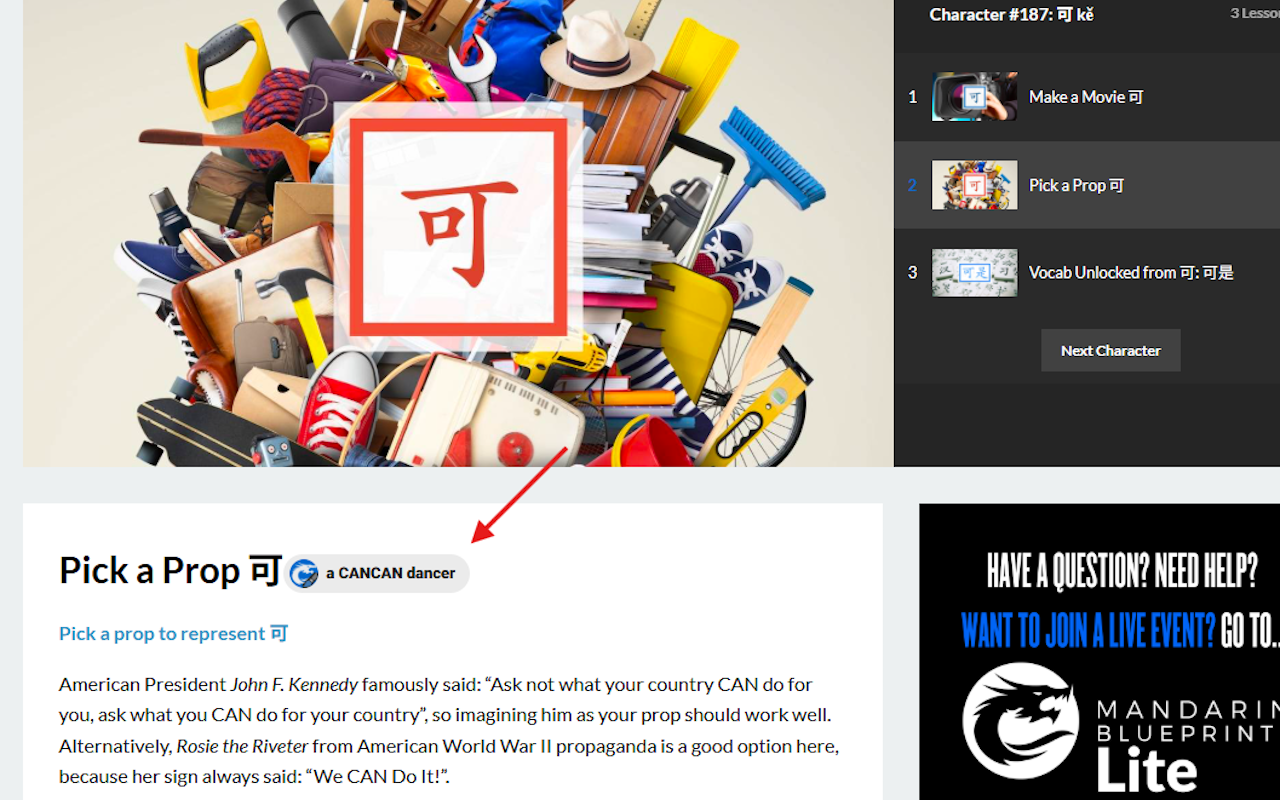 可
Character #187: 可 kě
3 Lesson
1
可
Make a Movie 可
2
可
Pick a Prop 可
3
可是
Vocab Unlocked from 可: 可是
Next Character
Pick a Prop 可
a CANCAN dancer
Pick a prop to represent 可
American President John F. Kennedy famously said: “Ask not what your country CAN do for
you, ask what you CAN do for your country”, so imagining him as your prop should work well.
Alternatively, Rosie the Riveter from American World War II propaganda is a good option here,
because her sign always said: “We CAN Do It!”.
HAVE A QUESTION? NEED HELP?
WANT TO JOIN A LIVE EVENT? GO TO..
MANDARIN
BLUEPRINT
Lite